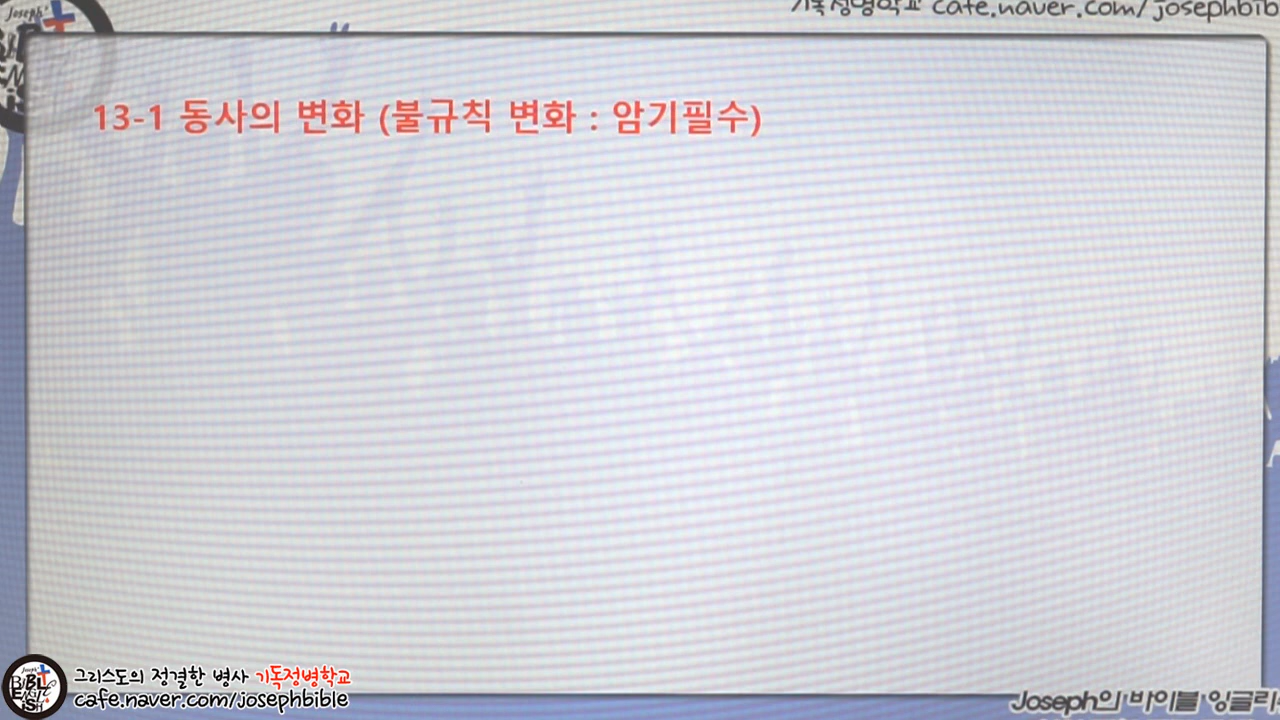 기독정병학교 cafe.naver.com/josephbib
13-1 동사의 변화 (불규칙 변화 : 암기필수)
그리스도의 정결한 병사 기독정병학교
cafe.naver.com/josephbible
Joseph의 바이블 잉글리